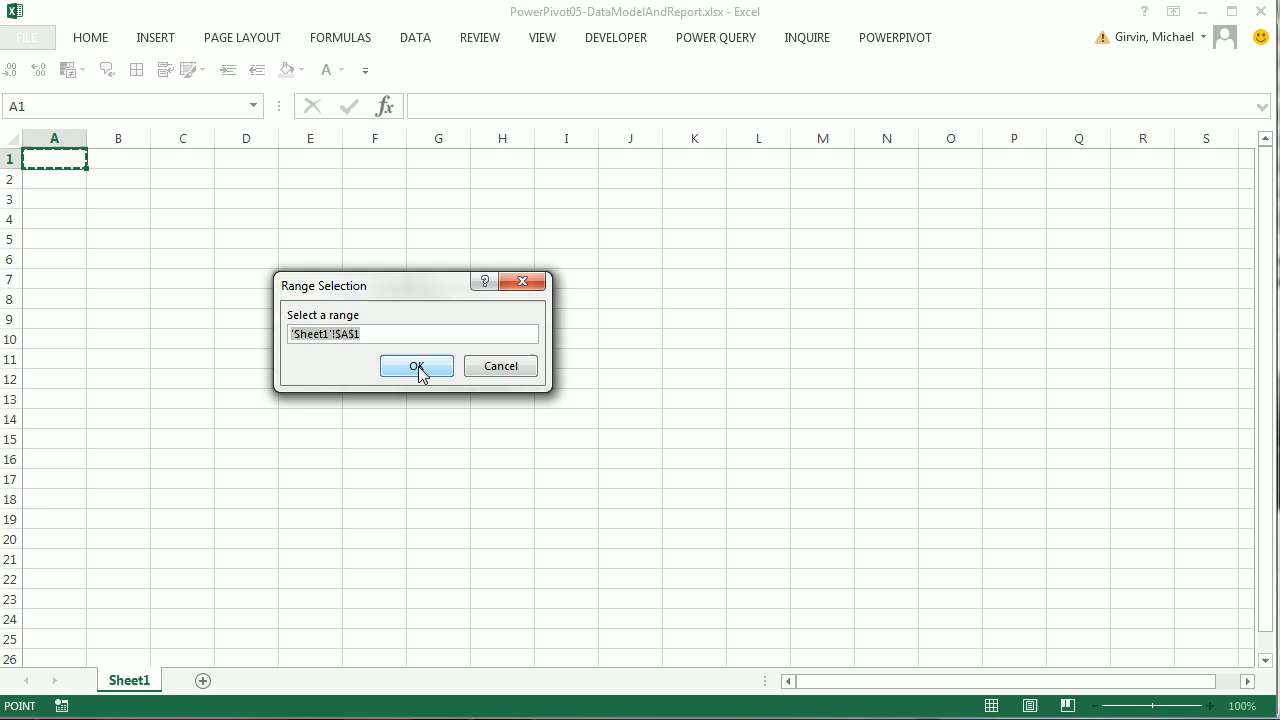 PowerPivot05-DataModelAndReport.xlsx - Excel
?
FILE HOME INSERT PAGE LAYOUT FORMULAS DATA REVIEW VIEW DEVELOPER POWER QUERY INQUIRE POWERPIVOT Girvin, Michael
A1 fx
A B C D E F G H I J K L M N O P Q R S
1
2
3
4
5
6
7
8
9
10
11
12
13
14
15
16
17
18
19
20
21
22
23
24
25
26
Range Selection ?
Select a range
'Sheet1'!$A$1
OK Cancel
Sheet1
POINT 100%